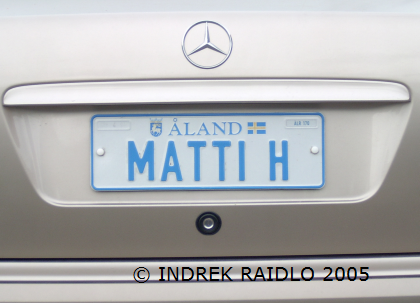 ÅLAND
MATTI H
© INDREK RAIDLO 2005